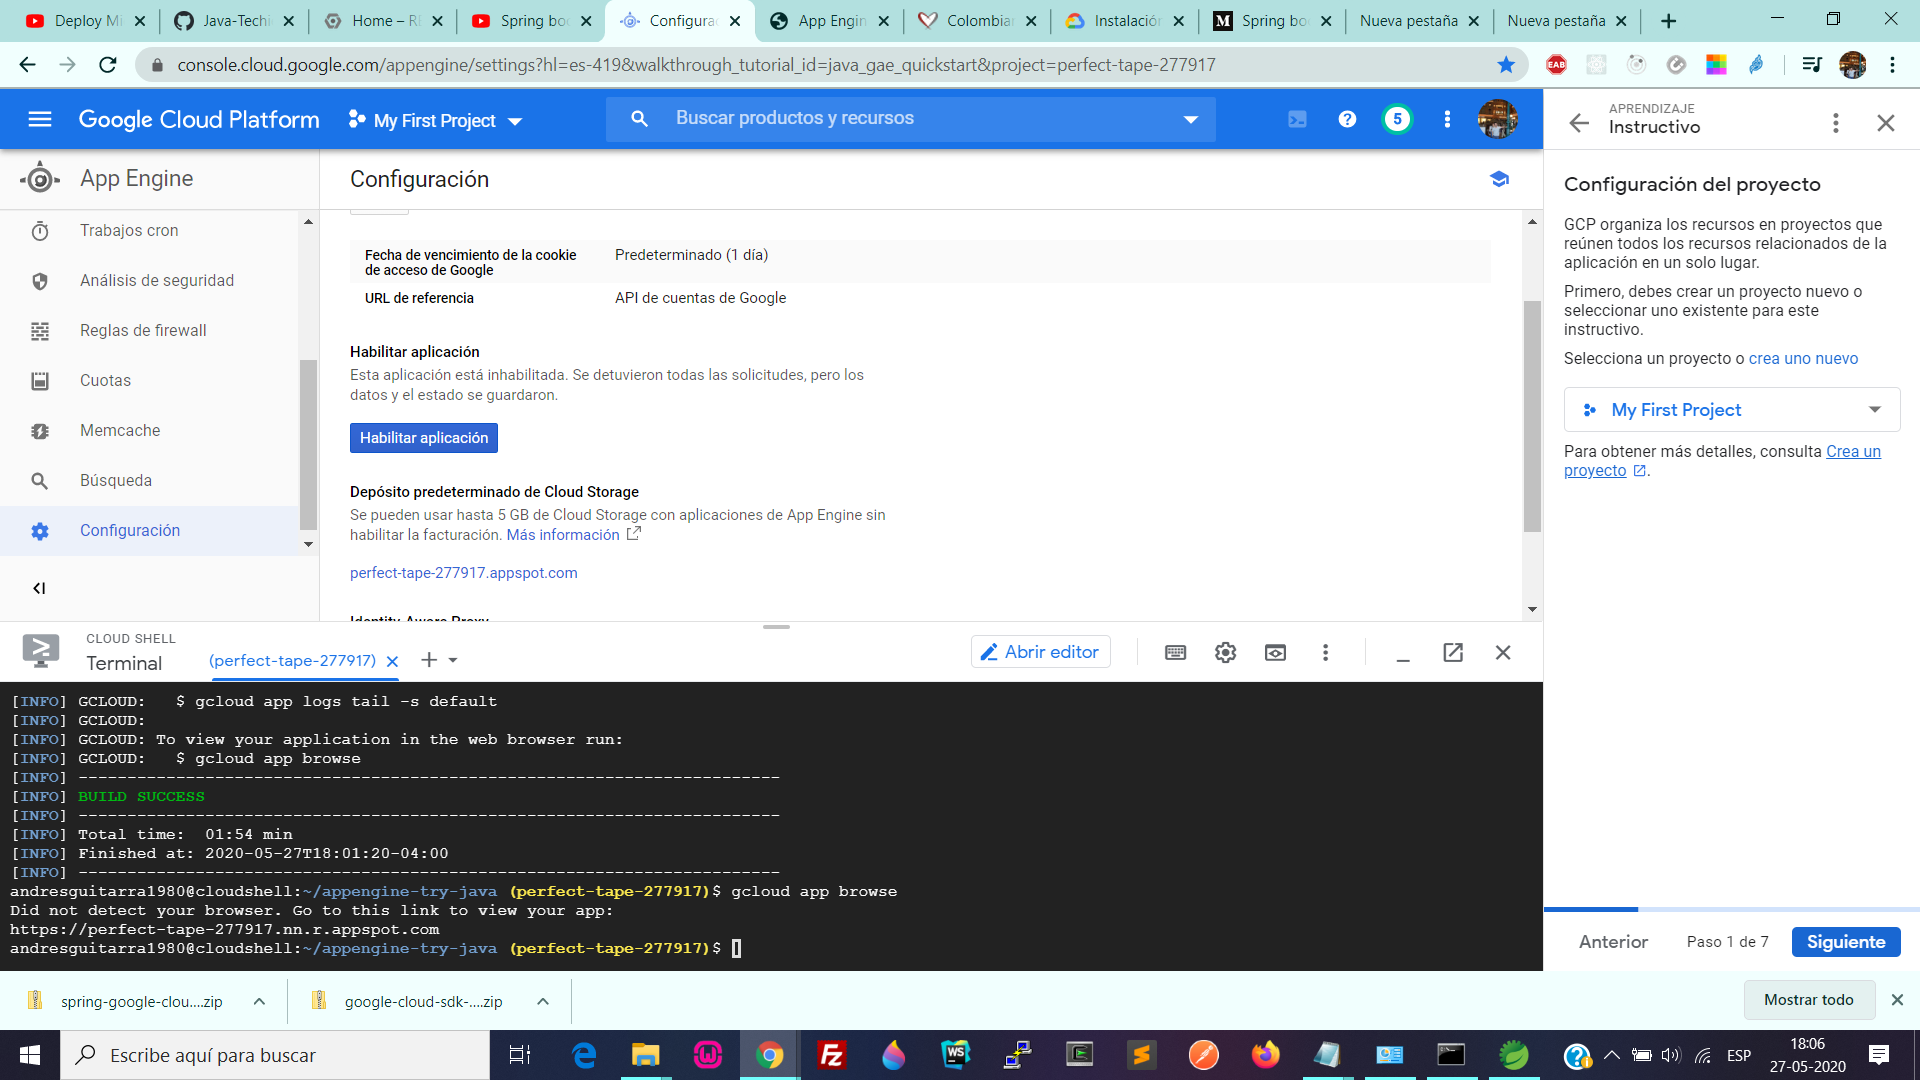 Deploy Mi
Java-Techi
Home – Rl
Spring boo
Configura
App Engin
Colombian
Instalación
Spring boo
Nueva pestaña
Nueva pestaña
console.cloud.google.com/appengine/settings?hl=es-419&walkthrough_tutorial_id=java_gae_quickstart&project=perfect-tape-277917
Google Cloud Platform
My First Project
Buscar productos y recursos
5
APRENDIZAJE
Instructivo
App Engine
Configuración
Trabajos cron
Análisis de seguridad
Reglas de firewall
Cuotas
Memcache
Búsqueda
Configuración
Fecha de vencimiento de la cookie
de acceso de Google
Predeterminado (1 día)
URL de referencia
API de cuentas de Google
Habilitar aplicación
Esta aplicación está inhabilitada. Se detuvieron todas las solicitudes, pero los
datos y el estado se guardaron.
Habilitar aplicación
Depósito predeterminado de Cloud Storage
Se pueden usar hasta 5 GB de Cloud Storage con aplicaciones de App Engine sin
habilitar la facturación. Más información
perfect-tape-277917.appspot.com
Identity-Aware Proxy
Configuración del proyecto
GCP organiza los recursos en proyectos que
reúnen todos los recursos relacionados de la
aplicación en un solo lugar.
Primero, debes crear un proyecto nuevo o
seleccionar uno existente para este
instructivo.
Selecciona un proyecto o crea uno nuevo
My First Project
Para obtener más detalles, consulta Crea un
proyecto .
Anterior
Paso 1 de 7
Siguiente
CLOUD SHELL
Terminal
(perfect-tape-277917)
Abrir editor
[INFO] GCLOUD:   $ gcloud app logs tail -s default
[INFO] GCLOUD:
[INFO] GCLOUD: To view your application in the web browser run:
[INFO] GCLOUD:   $ gcloud app browse
[INFO] ------------------------------------------------------------------------
[INFO] BUILD SUCCESS
[INFO] ------------------------------------------------------------------------
[INFO] Total time:  01:54 min
[INFO] Finished at: 2020-05-27T18:01:20-04:00
[INFO] ------------------------------------------------------------------------
andresguitarra1980@cloudshell:~/appengine-try-java (perfect-tape-277917)$ gcloud app browse
Did not detect your browser. Go to this link to view your app:
https://perfect-tape-277917.nn.r.appspot.com
andresguitarra1980@cloudshell:~/appengine-try-java (perfect-tape-277917)$
spring-google-clou....zip
google-cloud-sdk-....zip
Mostrar todo
Escribe aquí para buscar
ESP
18:06
27-05-2020